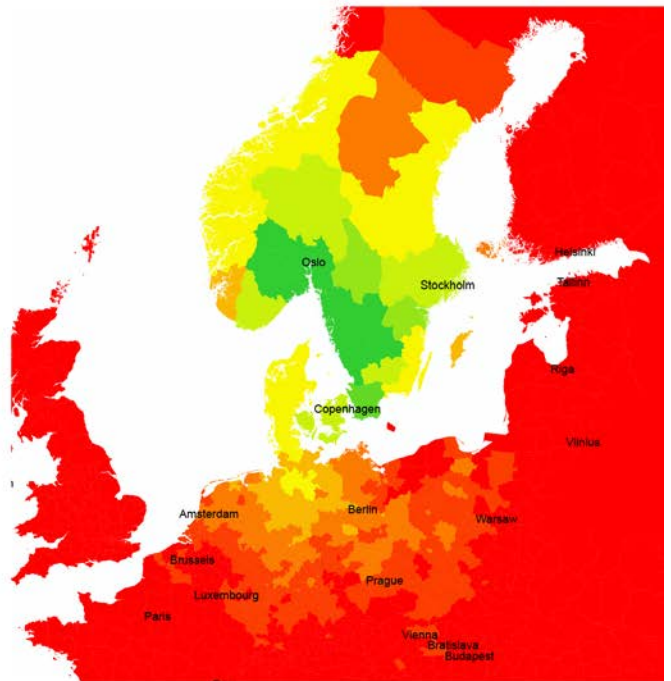 Helsinki
Oslo
Tallinn
Stockholm
Riga
Copenhagen
Vilnius
Berlin
Amsterdam
Warsaw
Brussels
Prague
Luxembourg
Paris
Vienna
Bratislava
Budapest